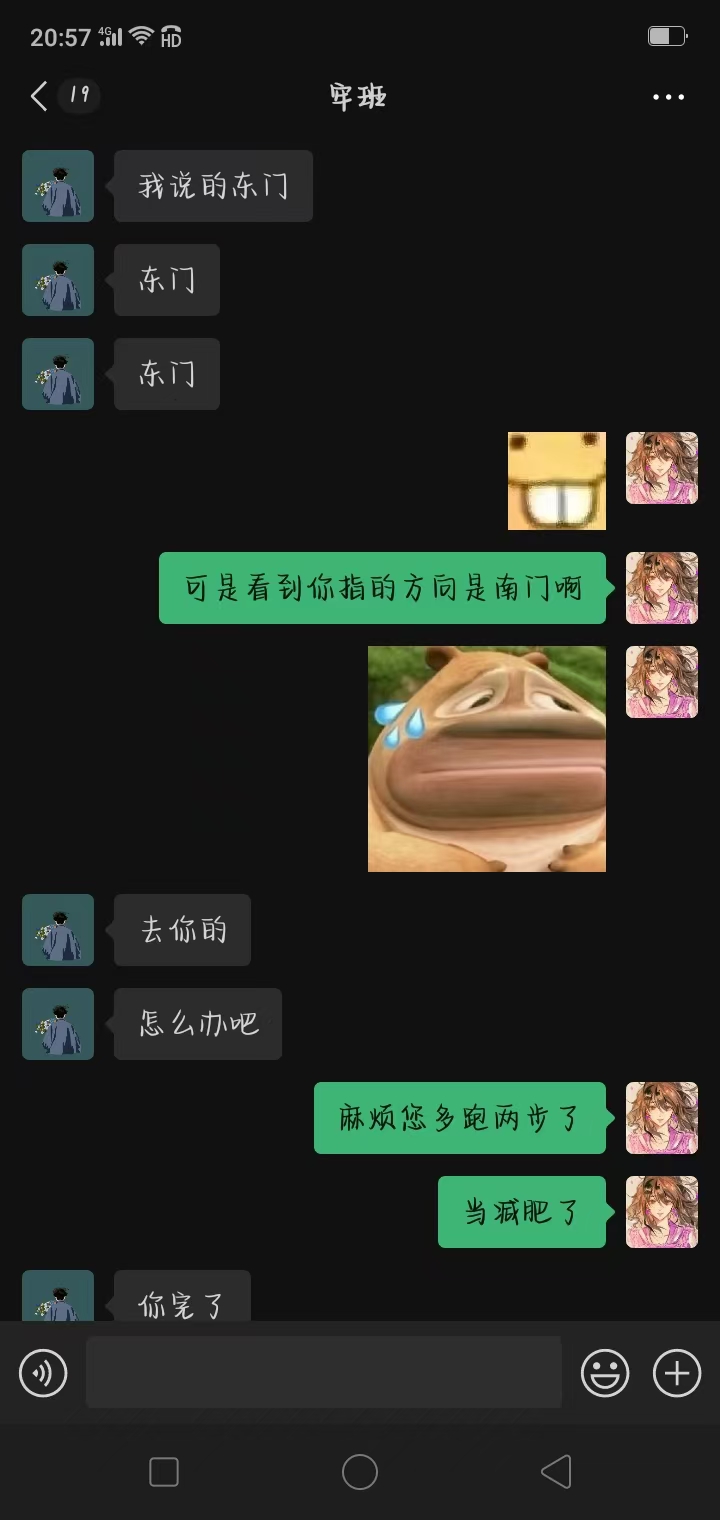 20:57 4G HD
19 牢班
我说的东门
东门
东门
可是看到你指的方向是南门啊
去你的
怎么办吧
麻烦您多跑两步了
当减肥了
你完了